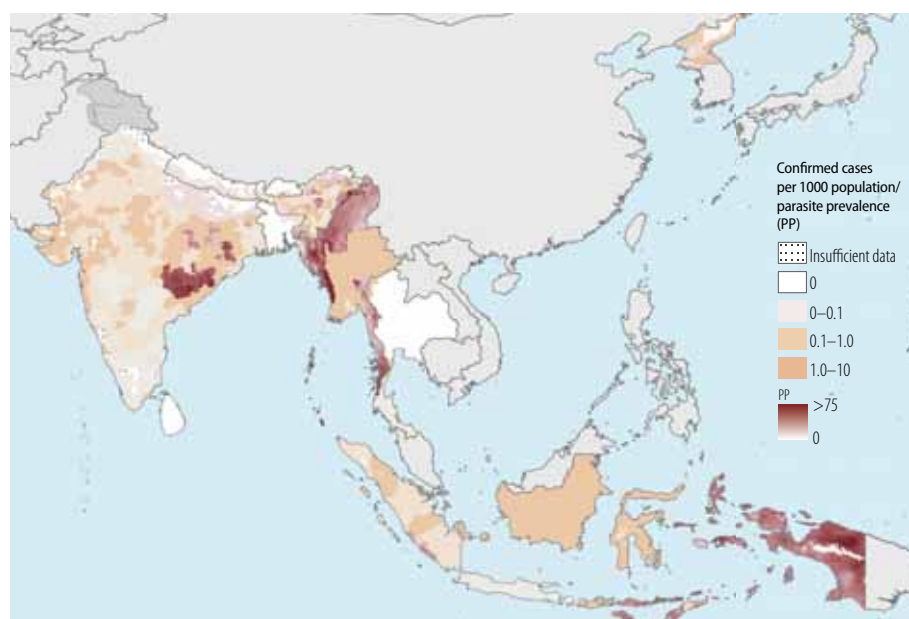 Confirmed cases
per 1000 population/
parasite prevalence
(PP)
Insufficient data
0
0–0.1
0.1–1.0
1.0–10
PP
>75
0